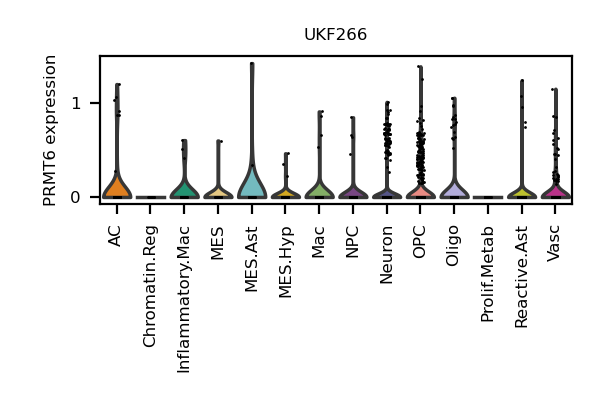 UKF266
PRMT6 expression
1
0
AC
Chromatin.Reg
Inflammatory.Mac
MES
MES.Ast
MES.Hyp
Mac
NPC
Neuron
OPC
Oligo
Prolif.Metab
Reactive.Ast
Vasc